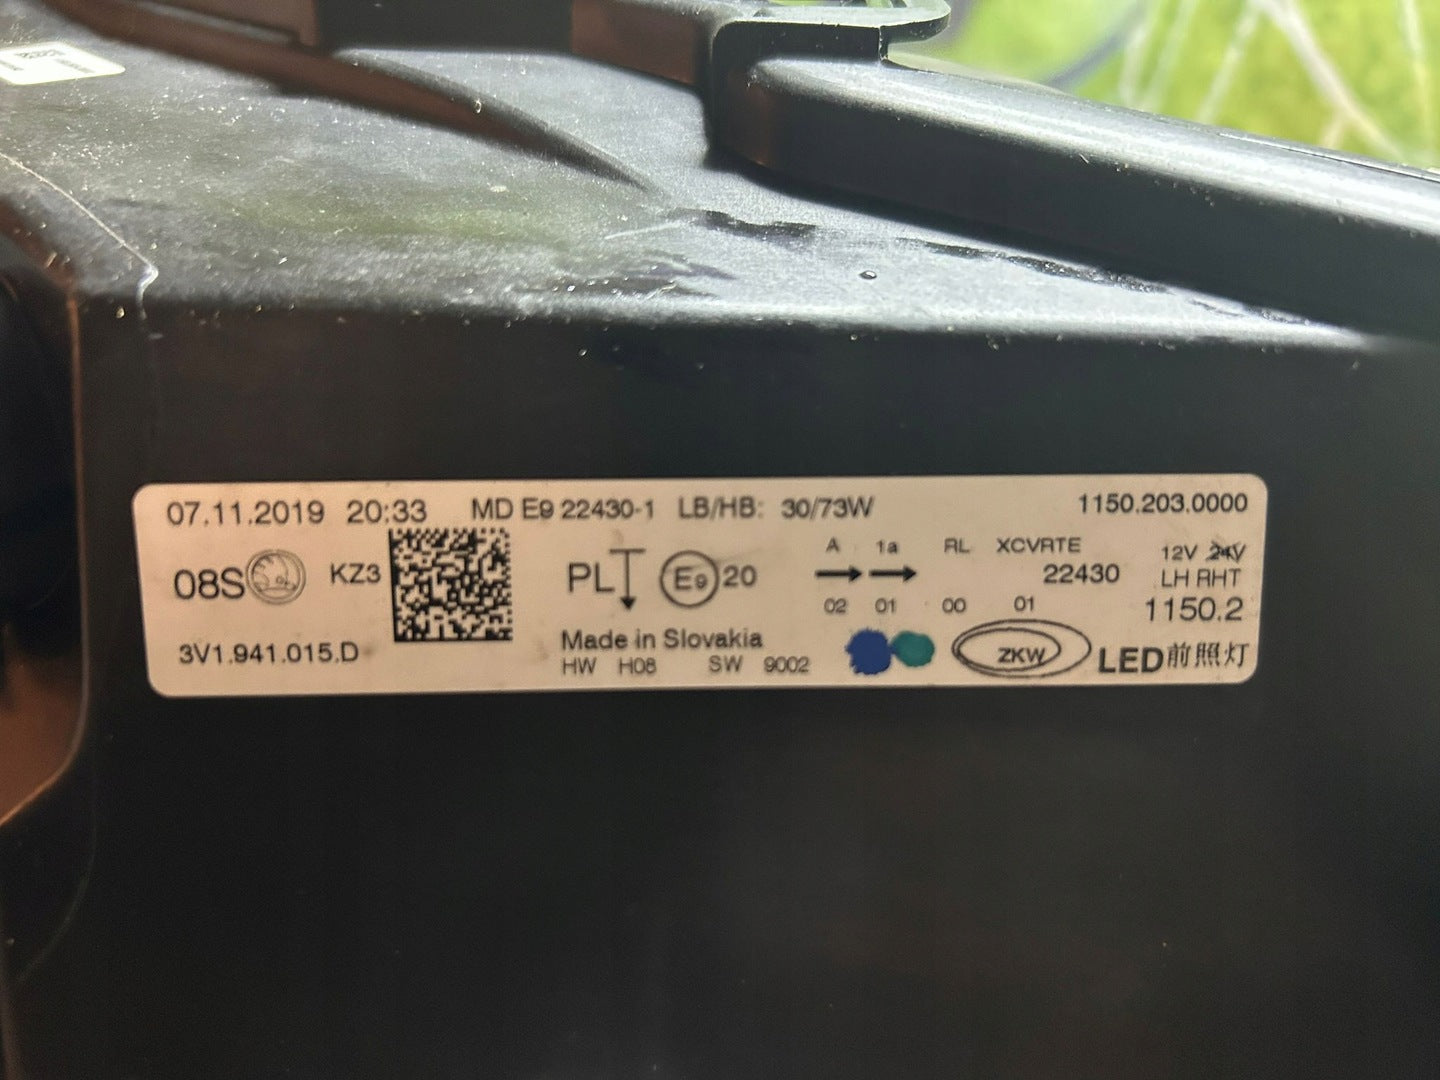 07.11.2019 20:33 MD E9 22430-1 LB/HB: 30/73W 1150.203.0000
A 1a RL XCVRTE 12V 24V
08S KZ3 PL E9 20 22430 LH RHT
02 01 00 01 1150.2
3V1.941.015.D Made in Slovakia
HW H08 SW 9002 ZKW LED前照灯